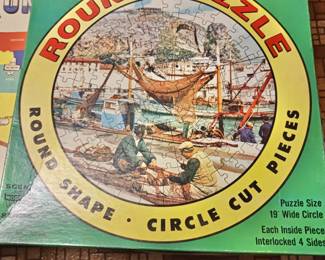 ROUND PUZZLE
ROUND SHAPE · CIRCLE CUT PIECES
Puzzle Size
19" Wide Circle
Each Inside Piece
Interlocked 4 Sides